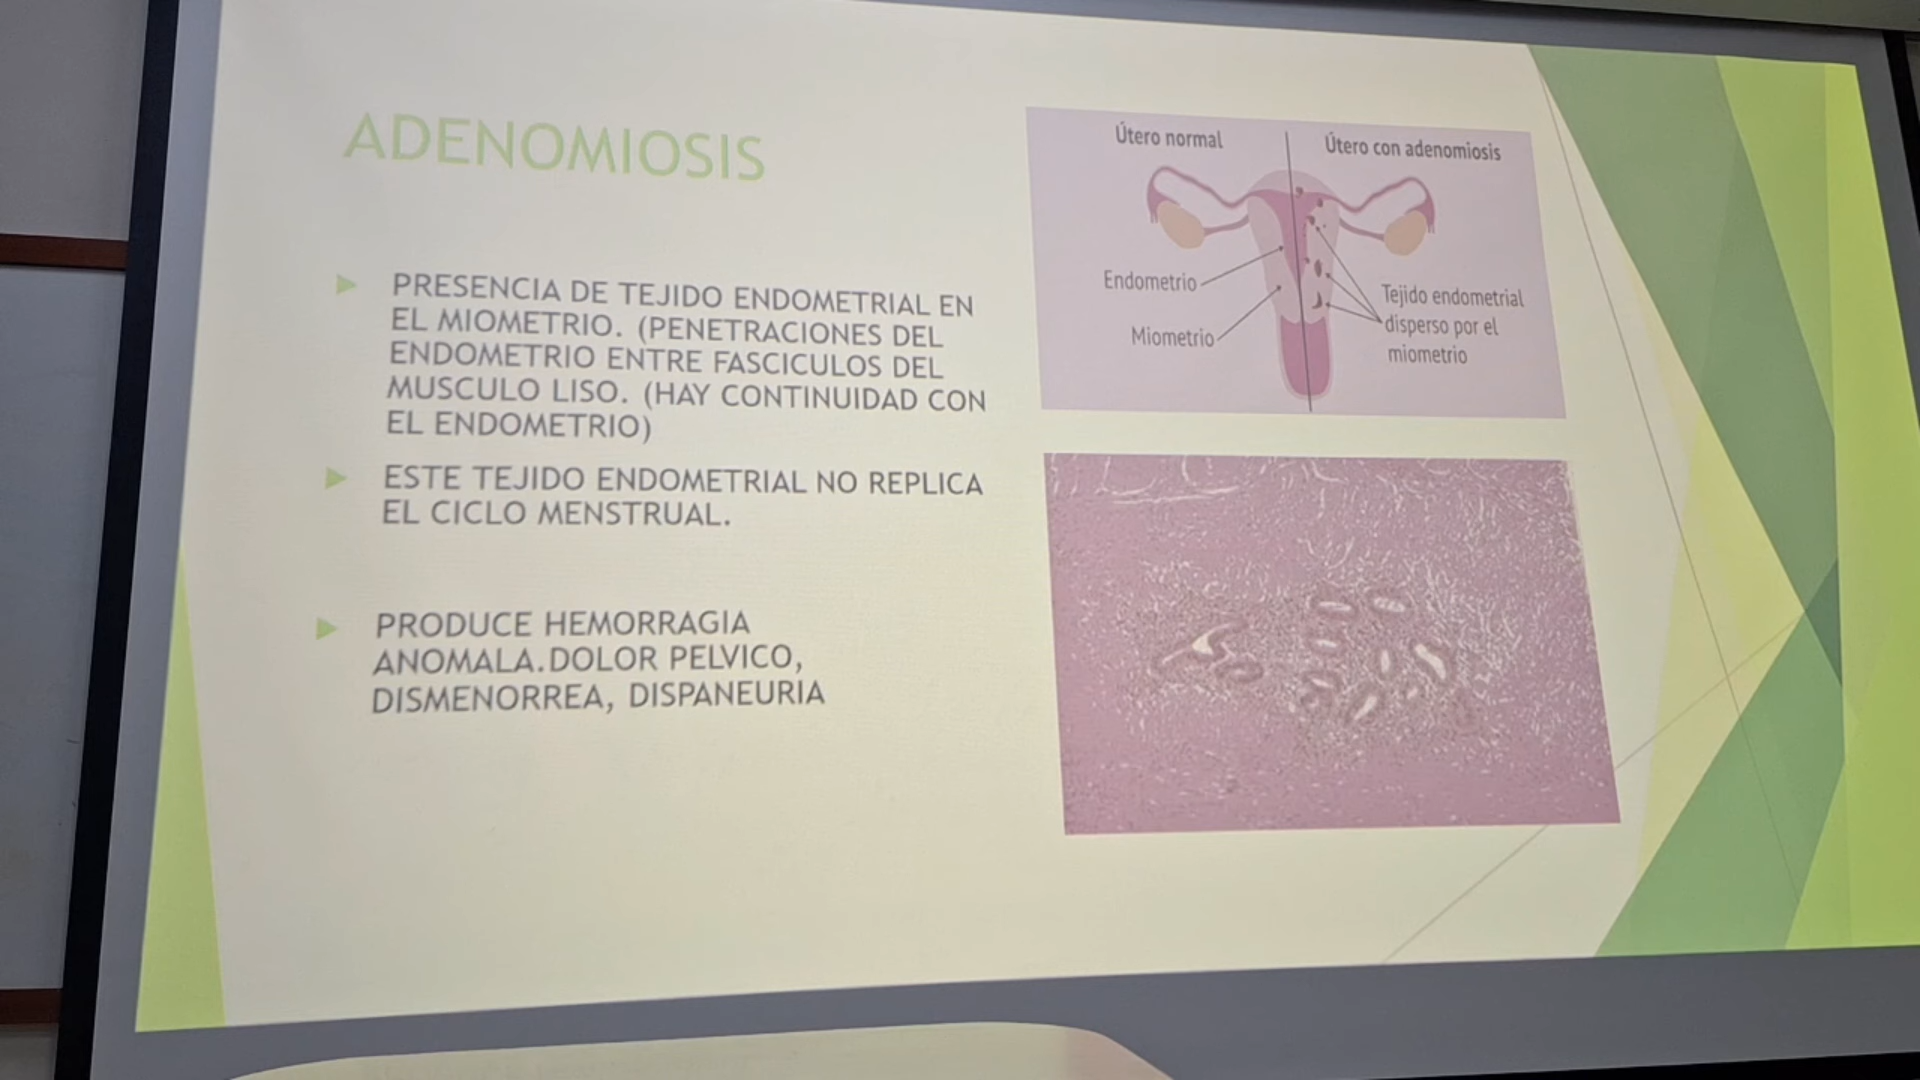 ADENOMIOSIS
PRESENCIA DE TEJIDO ENDOMETRIAL EN
EL MIOMETRIO. (PENETRACIONES DEL
ENDOMETRIO ENTRE FASCICULOS DEL
MUSCULO LISO. (HAY CONTINUIDAD CON
EL ENDOMETRIO)
ESTE TEJIDO ENDOMETRIAL NO REPLICA
EL CICLO MENSTRUAL.
PRODUCE HEMORRAGIA
ANOMALA.DOLOR PELVICO,
DISMENORREA, DISPANEURIA
Útero normal
Útero con adenomiosis
Endometrio
Miometrio
Tejido endometrial
disperso por el
miometrio